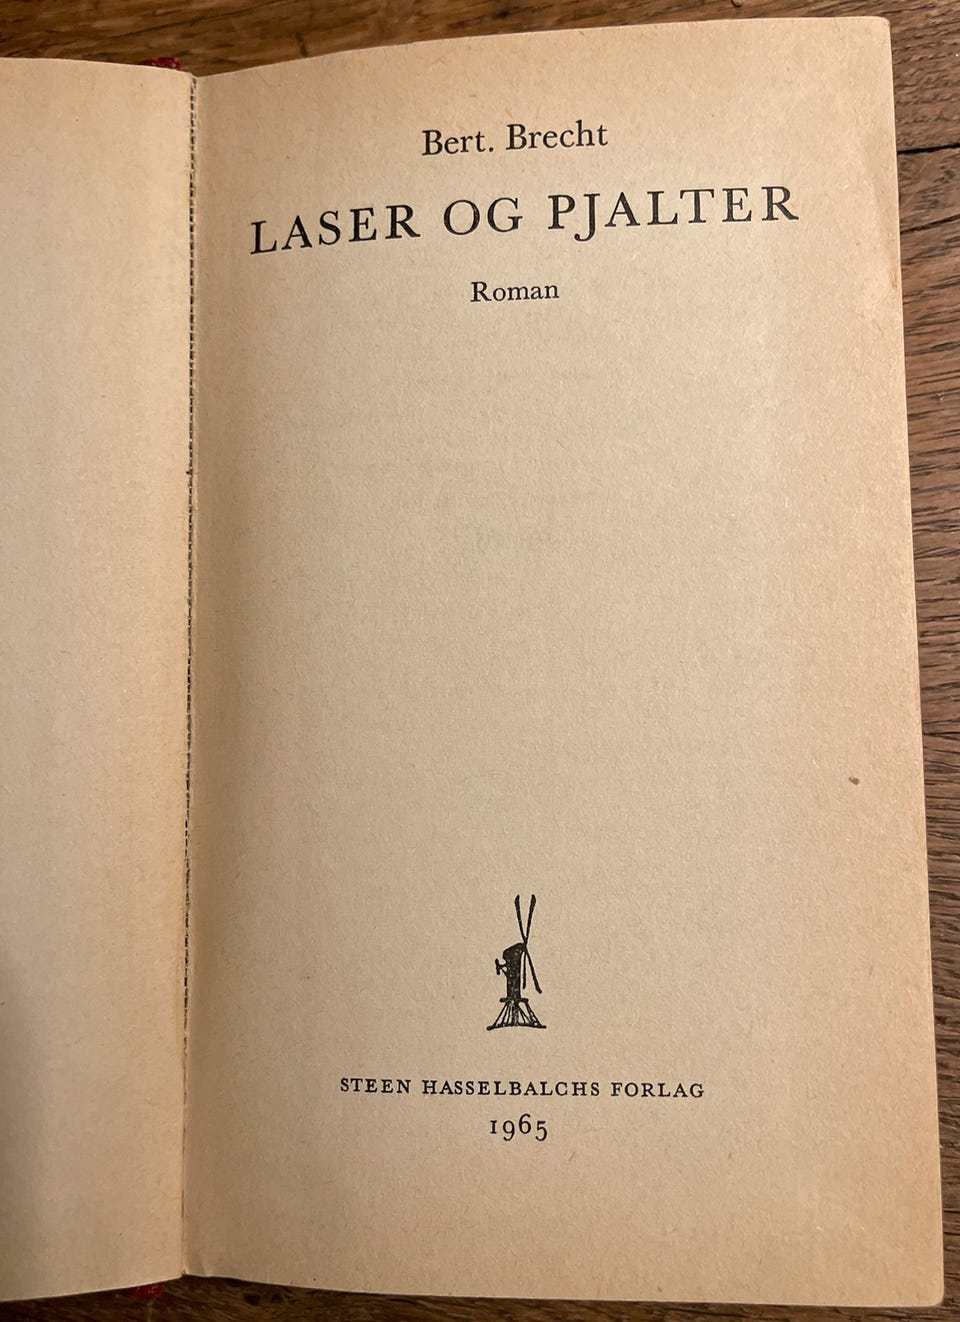 Bert. Brecht
LASER OG PJALTER
Roman
STEEN HASSELBALCHS FORLAG
1965